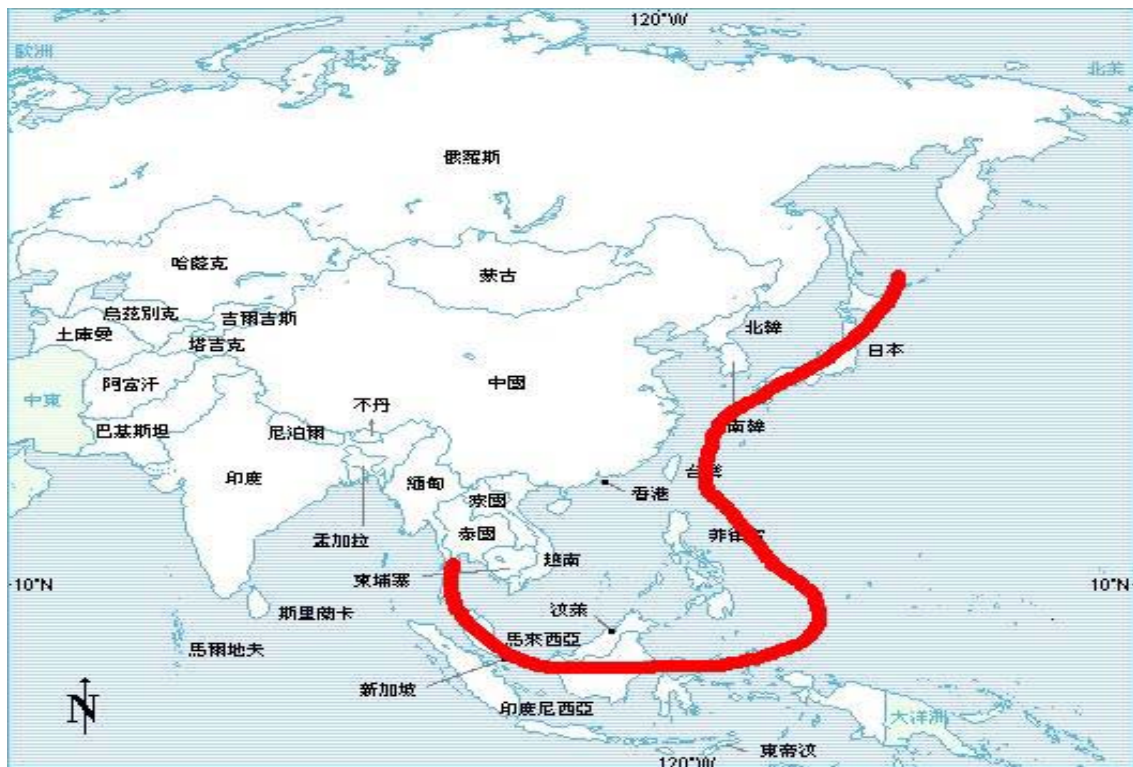 120°W
歐洲
北美
俄羅斯
哈薩克
蒙古
烏茲別克
吉爾吉斯
土庫曼
塔吉克
北韓
日本
阿富汗
中國
中東
不丹
巴基斯坦
尼泊爾
南韓
印度
緬甸
台灣
香港
寮國
泰國
菲律賓
孟加拉
越南
10°N
柬埔寨
10°N
斯里蘭卡
汶萊
馬爾地夫
馬來西亞
新加坡
N
印度尼西亞
大洋洲
東帝汶
120°W